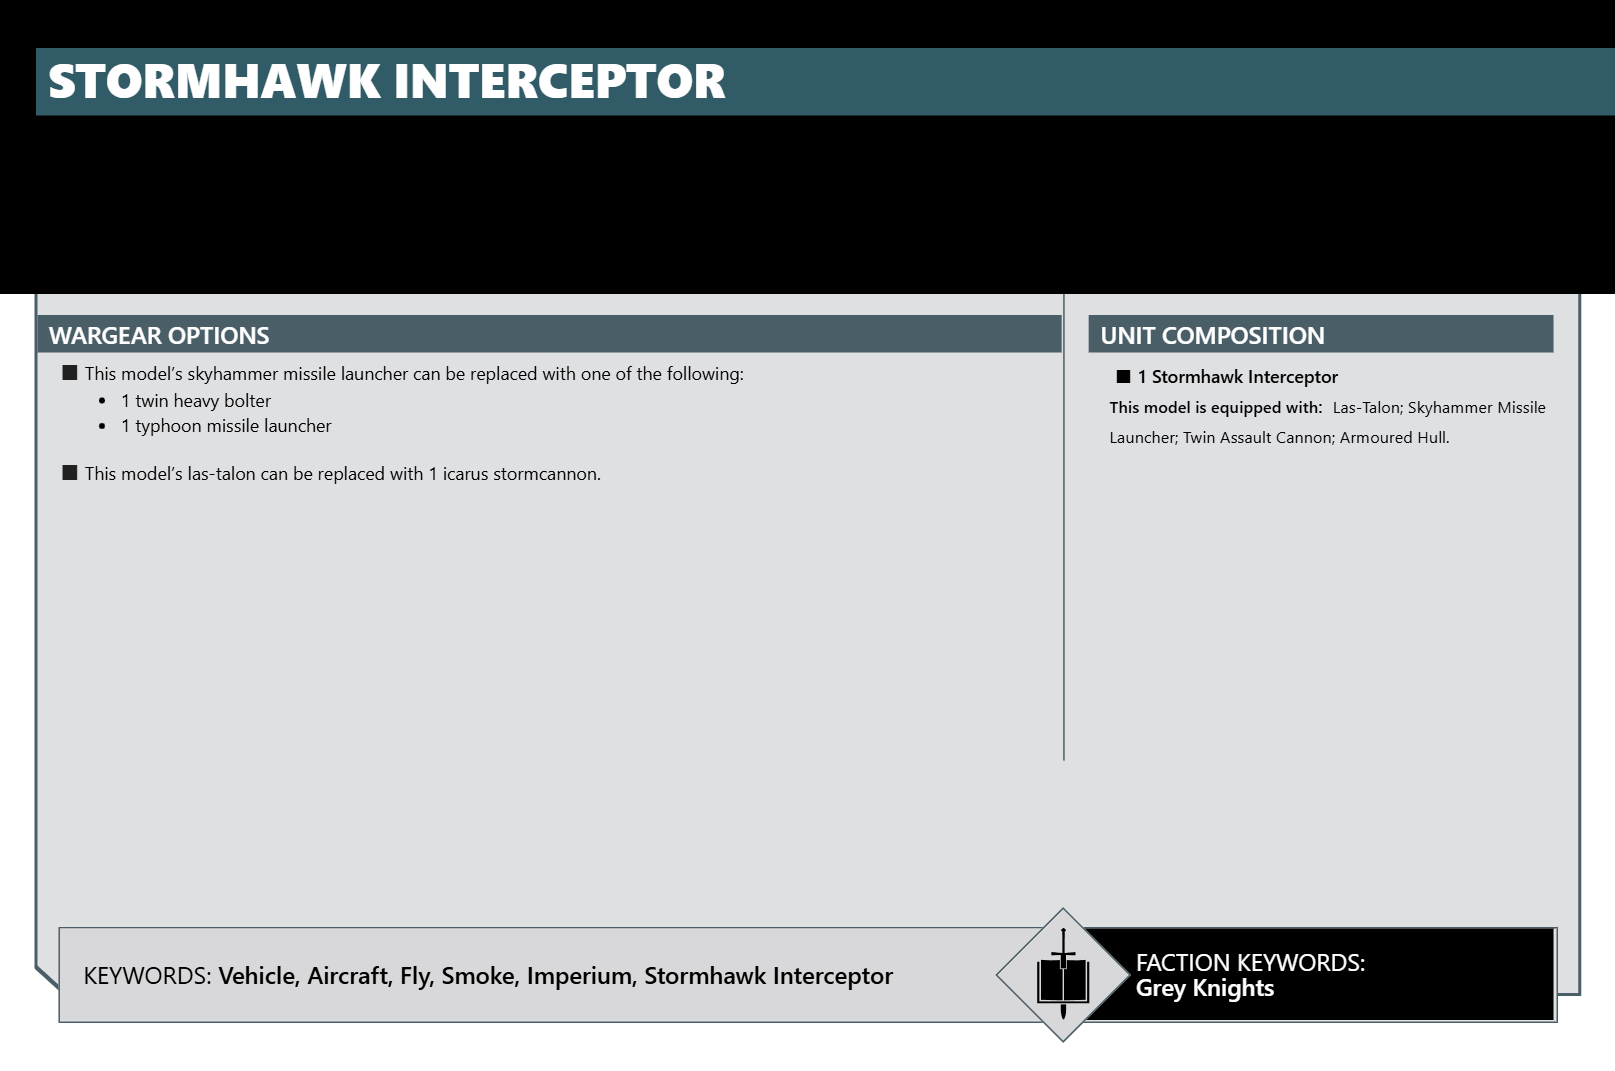 STORMHAWK INTERCEPTOR
WARGEAR OPTIONS
■ This model's skyhammer missile launcher can be replaced with one of the following:
• 1 twin heavy bolter
• 1 typhoon missile launcher
■ This model's las-talon can be replaced with 1 icarus stormcannon.
UNIT COMPOSITION
■ 1 Stormhawk Interceptor
This model is equipped with: Las-Talon; Skyhammer Missile
Launcher; Twin Assault Cannon; Armoured Hull.
KEYWORDS: Vehicle, Aircraft, Fly, Smoke, Imperium, Stormhawk Interceptor
FACTION KEYWORDS:
Grey Knights